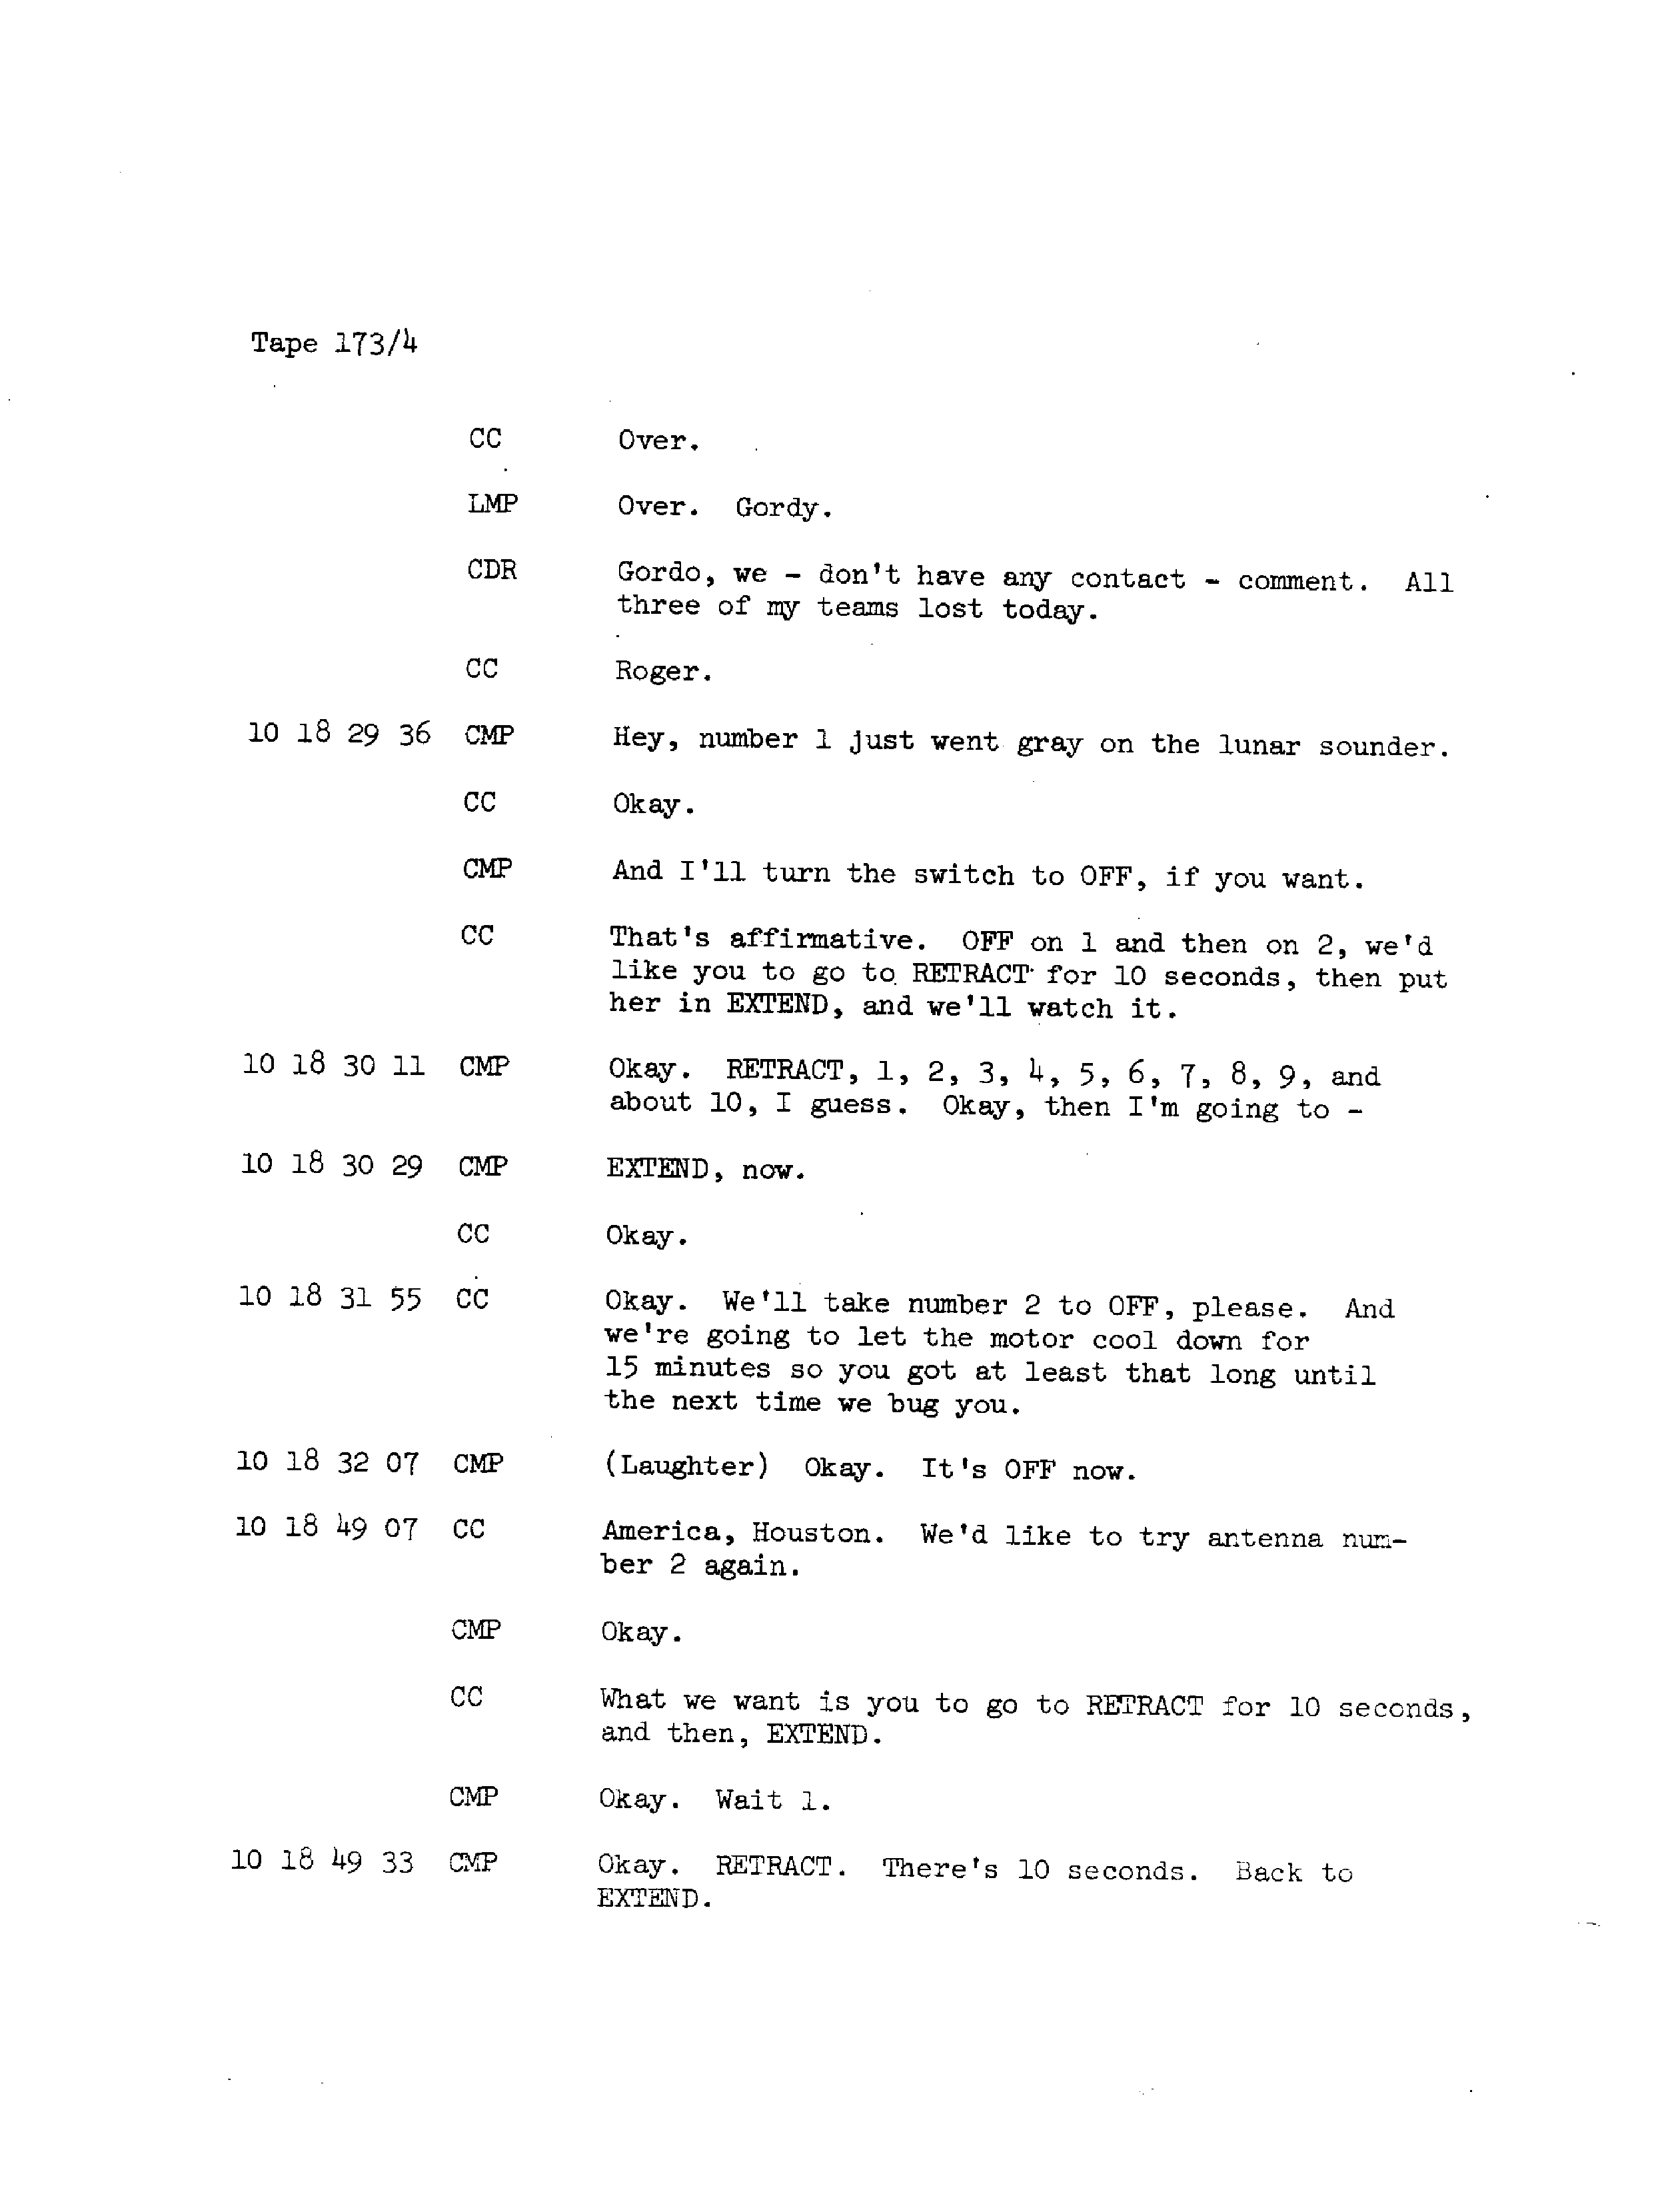 Tape 173/4
CC Over.
LMP Over. Gordy.
CDR Gordo, we - don't have any contact - comment. All
three of my teams lost today.
CC Roger.
10 18 29 36 CMP Hey, number 1 just went gray on the lunar sounder.
CC Okay.
CMP And I'll turn the switch to OFF, if you want.
CC That's affirmative. OFF on 1 and then on 2, we'd
like you to go to RETRACT for 10 seconds, then put
her in EXTEND, and we'll watch it.
10 18 30 11 CMP Okay. RETRACT, 1, 2, 3, 4, 5, 6, 7, 8, 9, and
about 10, I guess. Okay, then I'm going to -
10 18 30 29 CMP EXTEND, now.
CC Okay.
10 18 31 55 CC Okay. We'll take number 2 to OFF, please. And
we're going to let the motor cool down for
15 minutes so you got at least that long until
the next time we bug you.
10 18 32 07 CMP (Laughter) Okay. It's OFF now.
10 18 49 07 CC America, Houston. We'd like to try antenna num-
ber 2 again.
CMP Okay.
CC What we want is you to go to RETRACT for 10 seconds,
and then, EXTEND.
CMP Okay. Wait 1.
10 18 49 33 CMP Okay. RETRACT. There's 10 seconds. Back to
EXTEND.